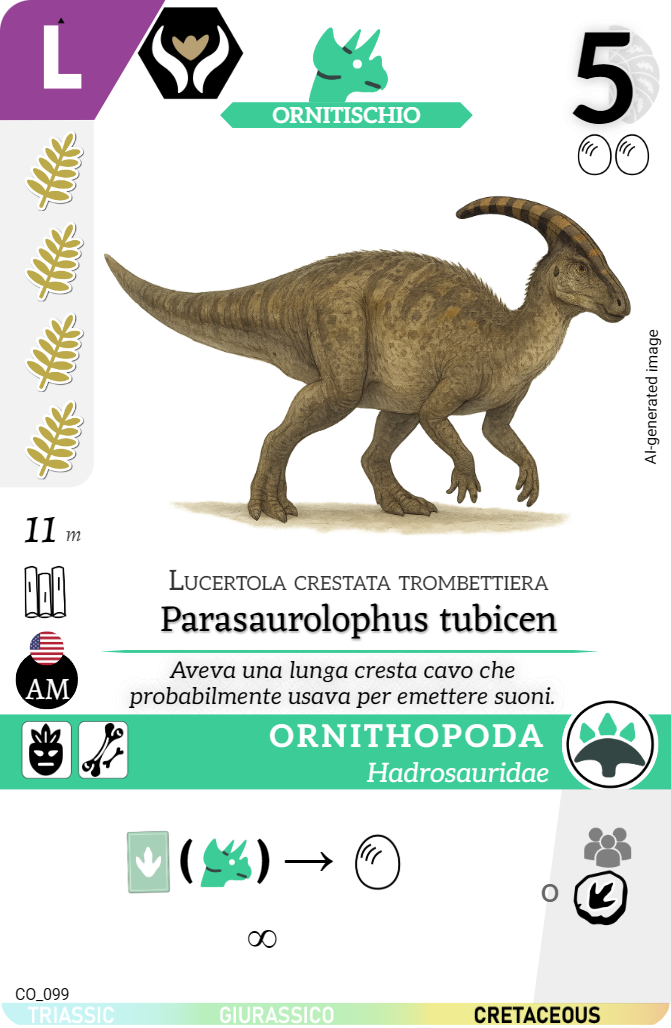 L
ORNITISCHIO
5
AI-generated image
11 m
AM
LUCERTOLA CRESTATA TROMBETTIERA
Parasaurolophus tubicen
Aveva una lunga cresta cavo che
probabilmente usava per emettere suoni.
ORNITHOPODA
Hadrosauridae
( ) →
O
∞
CO_099
TRIASSIC GIURASSICO CRETACEOUS